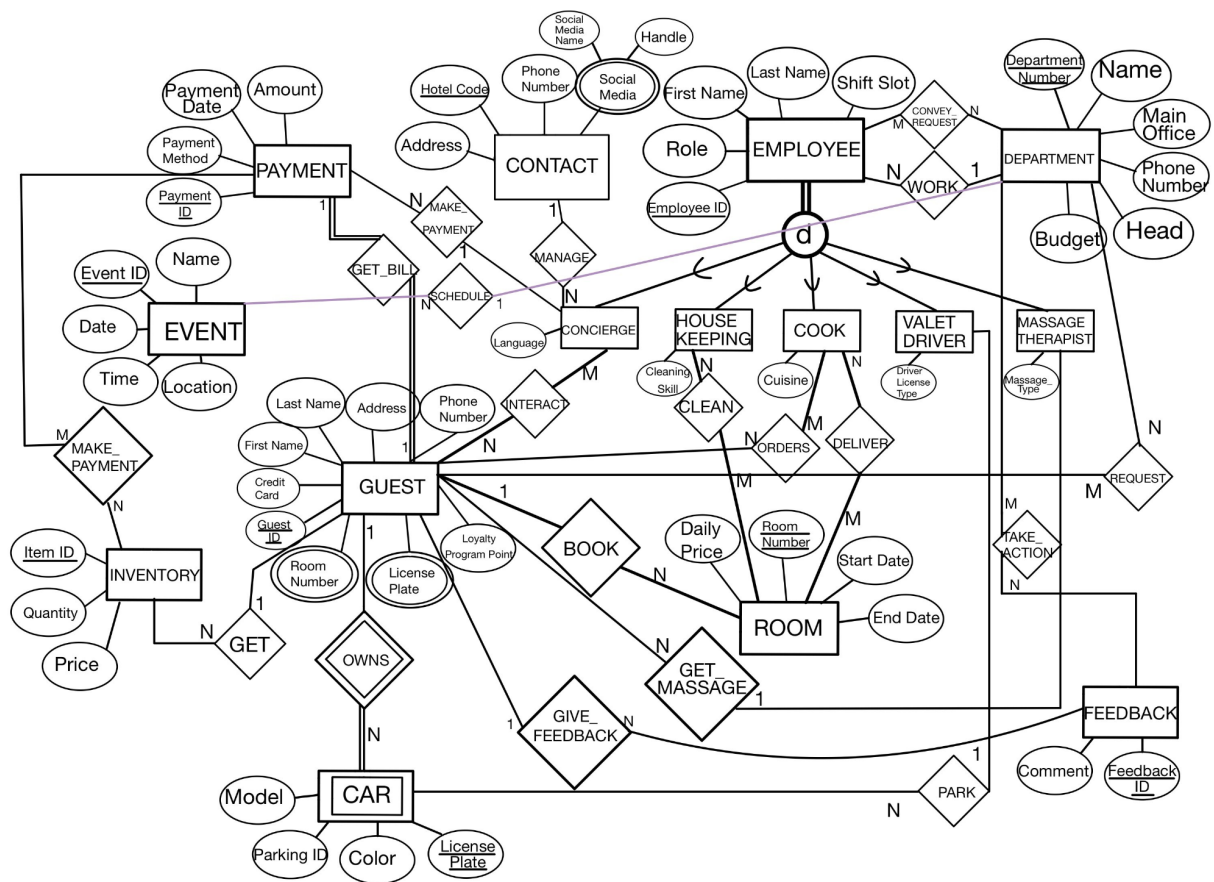 Social
Media
Name
Handle
Payment
Date
Amount
Hotel Code
Phone
Number
Social
Media
First Name
Last Name
Shift Slot
CONVEY_
REQUEST
M
N
Department
Number
Name
Main
Office
Payment
Method
PAYMENT
Address
CONTACT
Role
EMPLOYEE
DEPARTMENT
Phone
Number
Payment
ID
N
MAKE_
PAYMENT
1
1
1
Employee ID
N
WORK
1
Budget
Head
d
Event ID
Name
GET_BILL
MANAGE
N
SCHEDULE
N
1
EVENT
Date
Time
Location
Language
CONCIERGE
HOUSE
KEEPING
COOK
VALET
DRIVER
MASSAGE
THERAPIST
Cleaning
Skill
N
Cuisine
N
Driver
License
Type
Massage_
Type
M
INTERACT
N
CLEAN
Last Name
Address
Phone
Number
1
N
ORDERS
M
DELIVER
M
MAKE_
PAYMENT
N
First Name
Credit
Card
GUEST
Guest
ID
Room
Number
1
License
Plate
Loyalty
Program Point
1
BOOK
N
M
M
Daily
Price
Room
Number
Start Date
End Date
ROOM
N
M
REQUEST
M
TAKE_
ACTION
N
Item ID
INVENTORY
Quantity
Price
1
N
GET
OWNS
N
N
GET_
MASSAGE
1
1
GIVE_
FEEDBACK
N
FEEDBACK
Comment
Feedback
ID
Model
CAR
Parking ID
Color
License
Plate
1
N
PARK